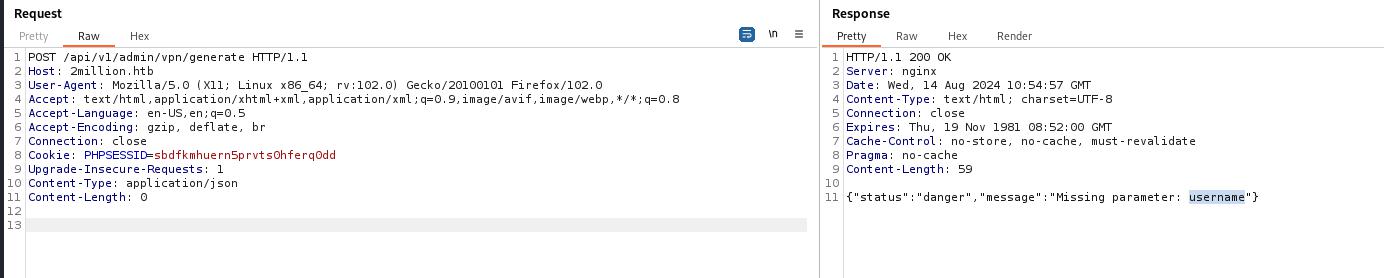 Request
Pretty Raw Hex
\n
1 POST /api/v1/admin/vpn/generate HTTP/1.1
2 Host: 2million.htb
3 User-Agent: Mozilla/5.0 (X11; Linux x86_64; rv:102.0) Gecko/20100101 Firefox/102.0
4 Accept: text/html,application/xhtml+xml,application/xml;q=0.9,image/avif,image/webp,*/*;q=0.8
5 Accept-Language: en-US,en;q=0.5
6 Accept-Encoding: gzip, deflate, br
7 Connection: close
8 Cookie: PHPSESSID=sbdfkmhuern5prvts0hferq0dd
9 Upgrade-Insecure-Requests: 1
10 Content-Type: application/json
11 Content-Length: 0
12
13
Response
Pretty Raw Hex Render
1 HTTP/1.1 200 OK
2 Server: nginx
3 Date: Wed, 14 Aug 2024 10:54:57 GMT
4 Content-Type: text/html; charset=UTF-8
5 Connection: close
6 Expires: Thu, 19 Nov 1981 08:52:00 GMT
7 Cache-Control: no-store, no-cache, must-revalidate
8 Pragma: no-cache
9 Content-Length: 59
10
11 {"status":"danger","message":"Missing parameter: username"}